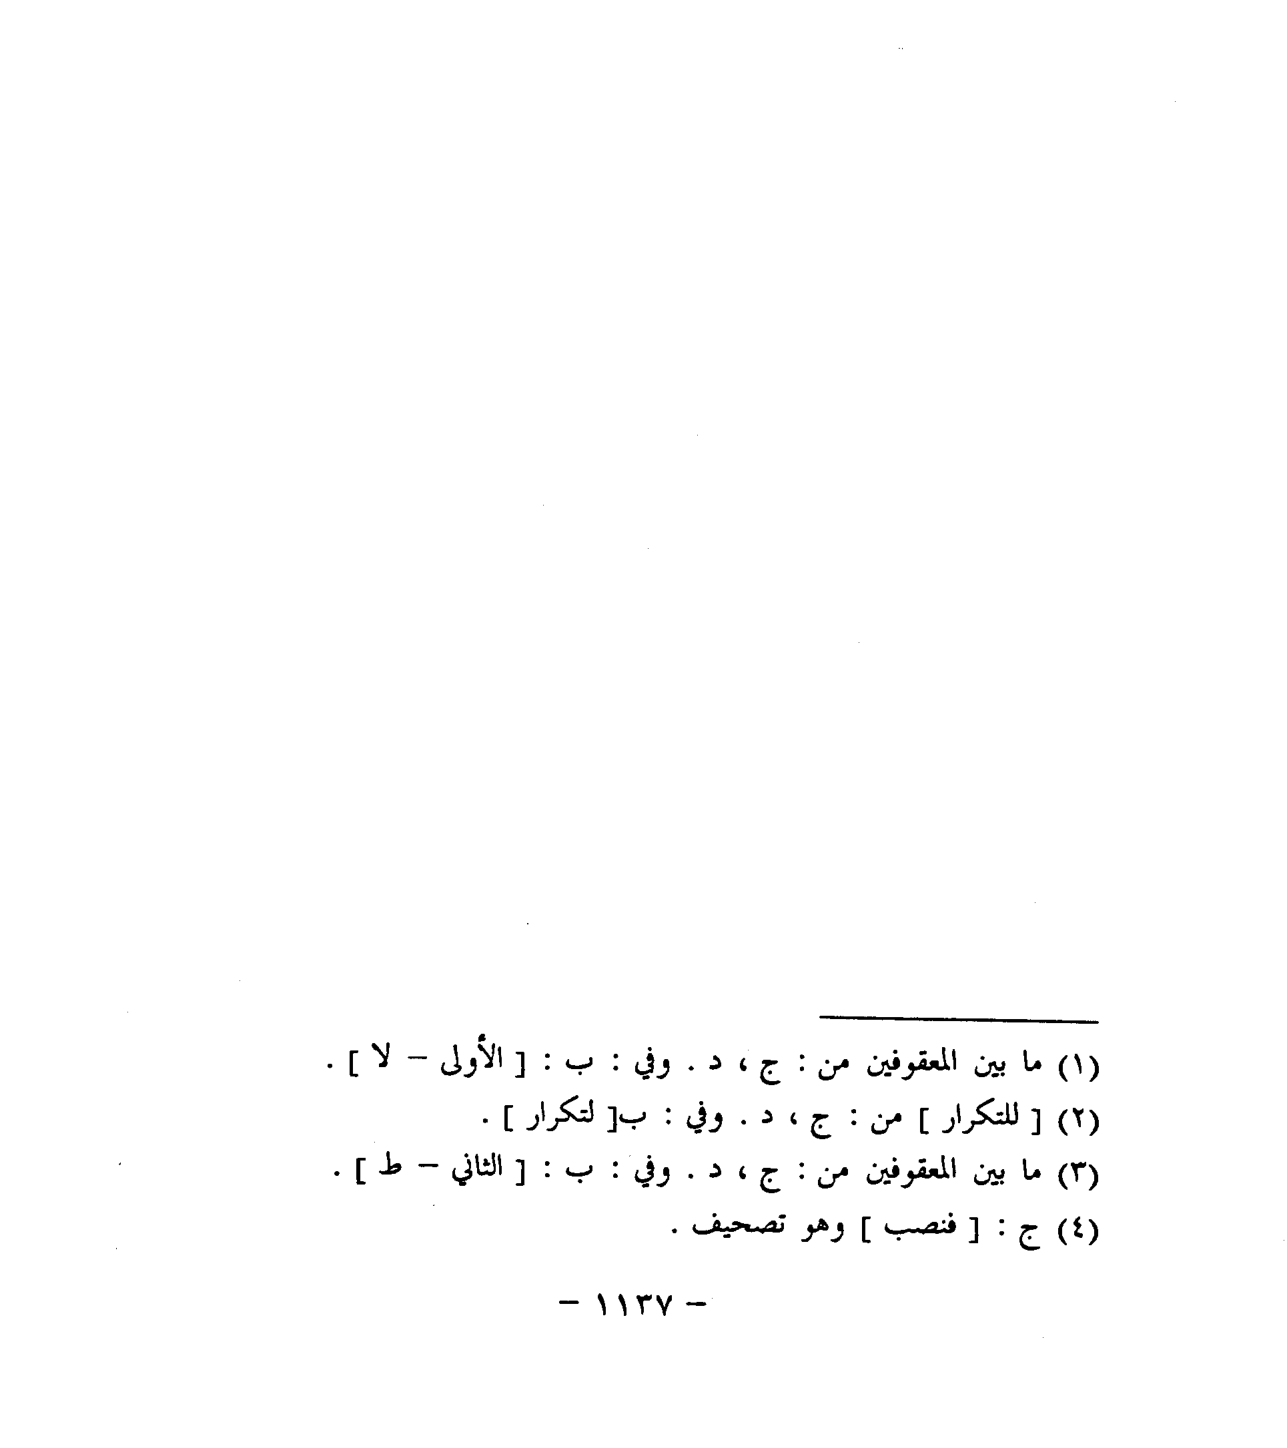 (١) ما بين المعقوفين من : ج ، د . وفي : ب : [ الأولى – لا ] .
(٢) [ للتكرار ] من : ج ، د . وفي : ب[ لتكرار ] .
(٣) ما بين المعقوفين من : ج ، د . وفي : ب : [ الثاني – ط ] .
(٤) ج : [ فنصب ] وهو تصحيف .
– ١١٣٧ –